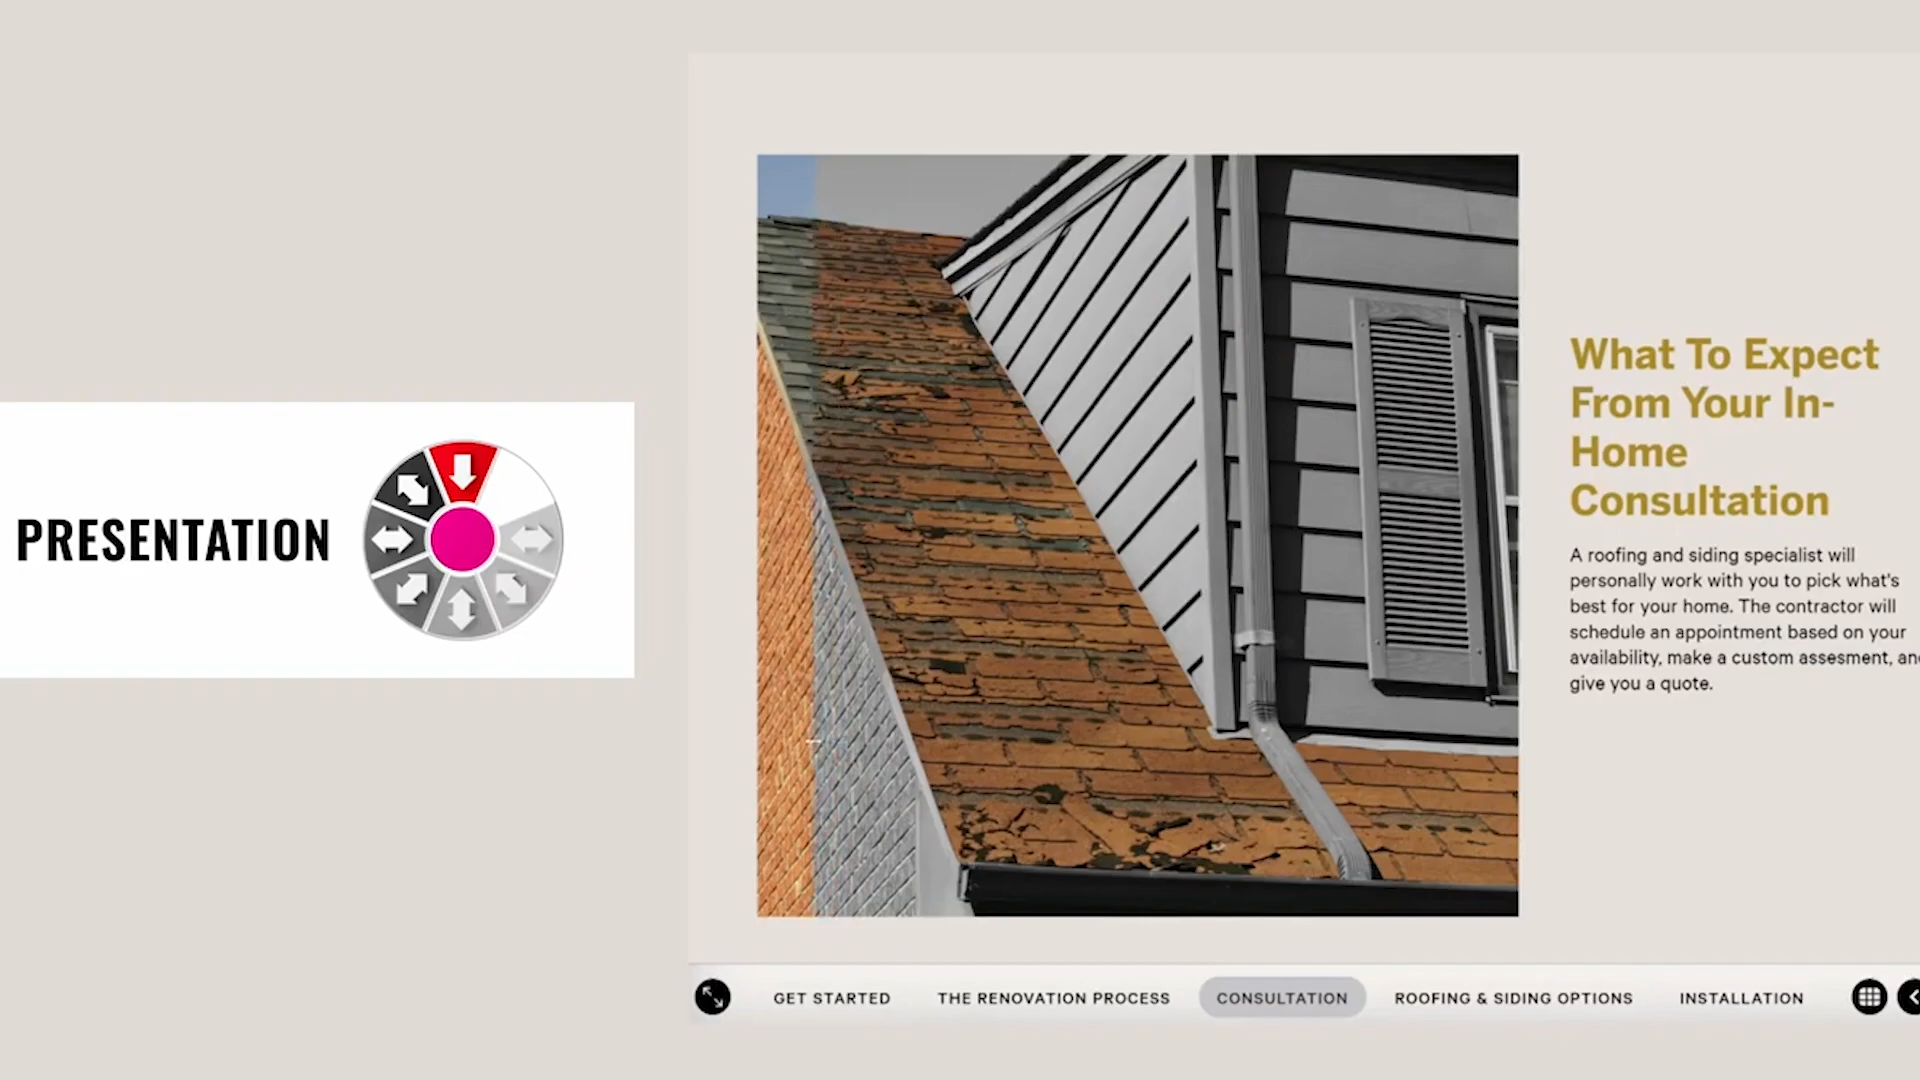 PRESENTATION
What To Expect
From Your In-
Home
Consultation
A roofing and siding specialist will
personally work with you to pick what's
best for your home. The contractor will
schedule an appointment based on your
availability, make a custom assesment, an
give you a quote.
GET STARTED
THE RENOVATION PROCESS
CONSULTATION
ROOFING & SIDING OPTIONS
INSTALLATION